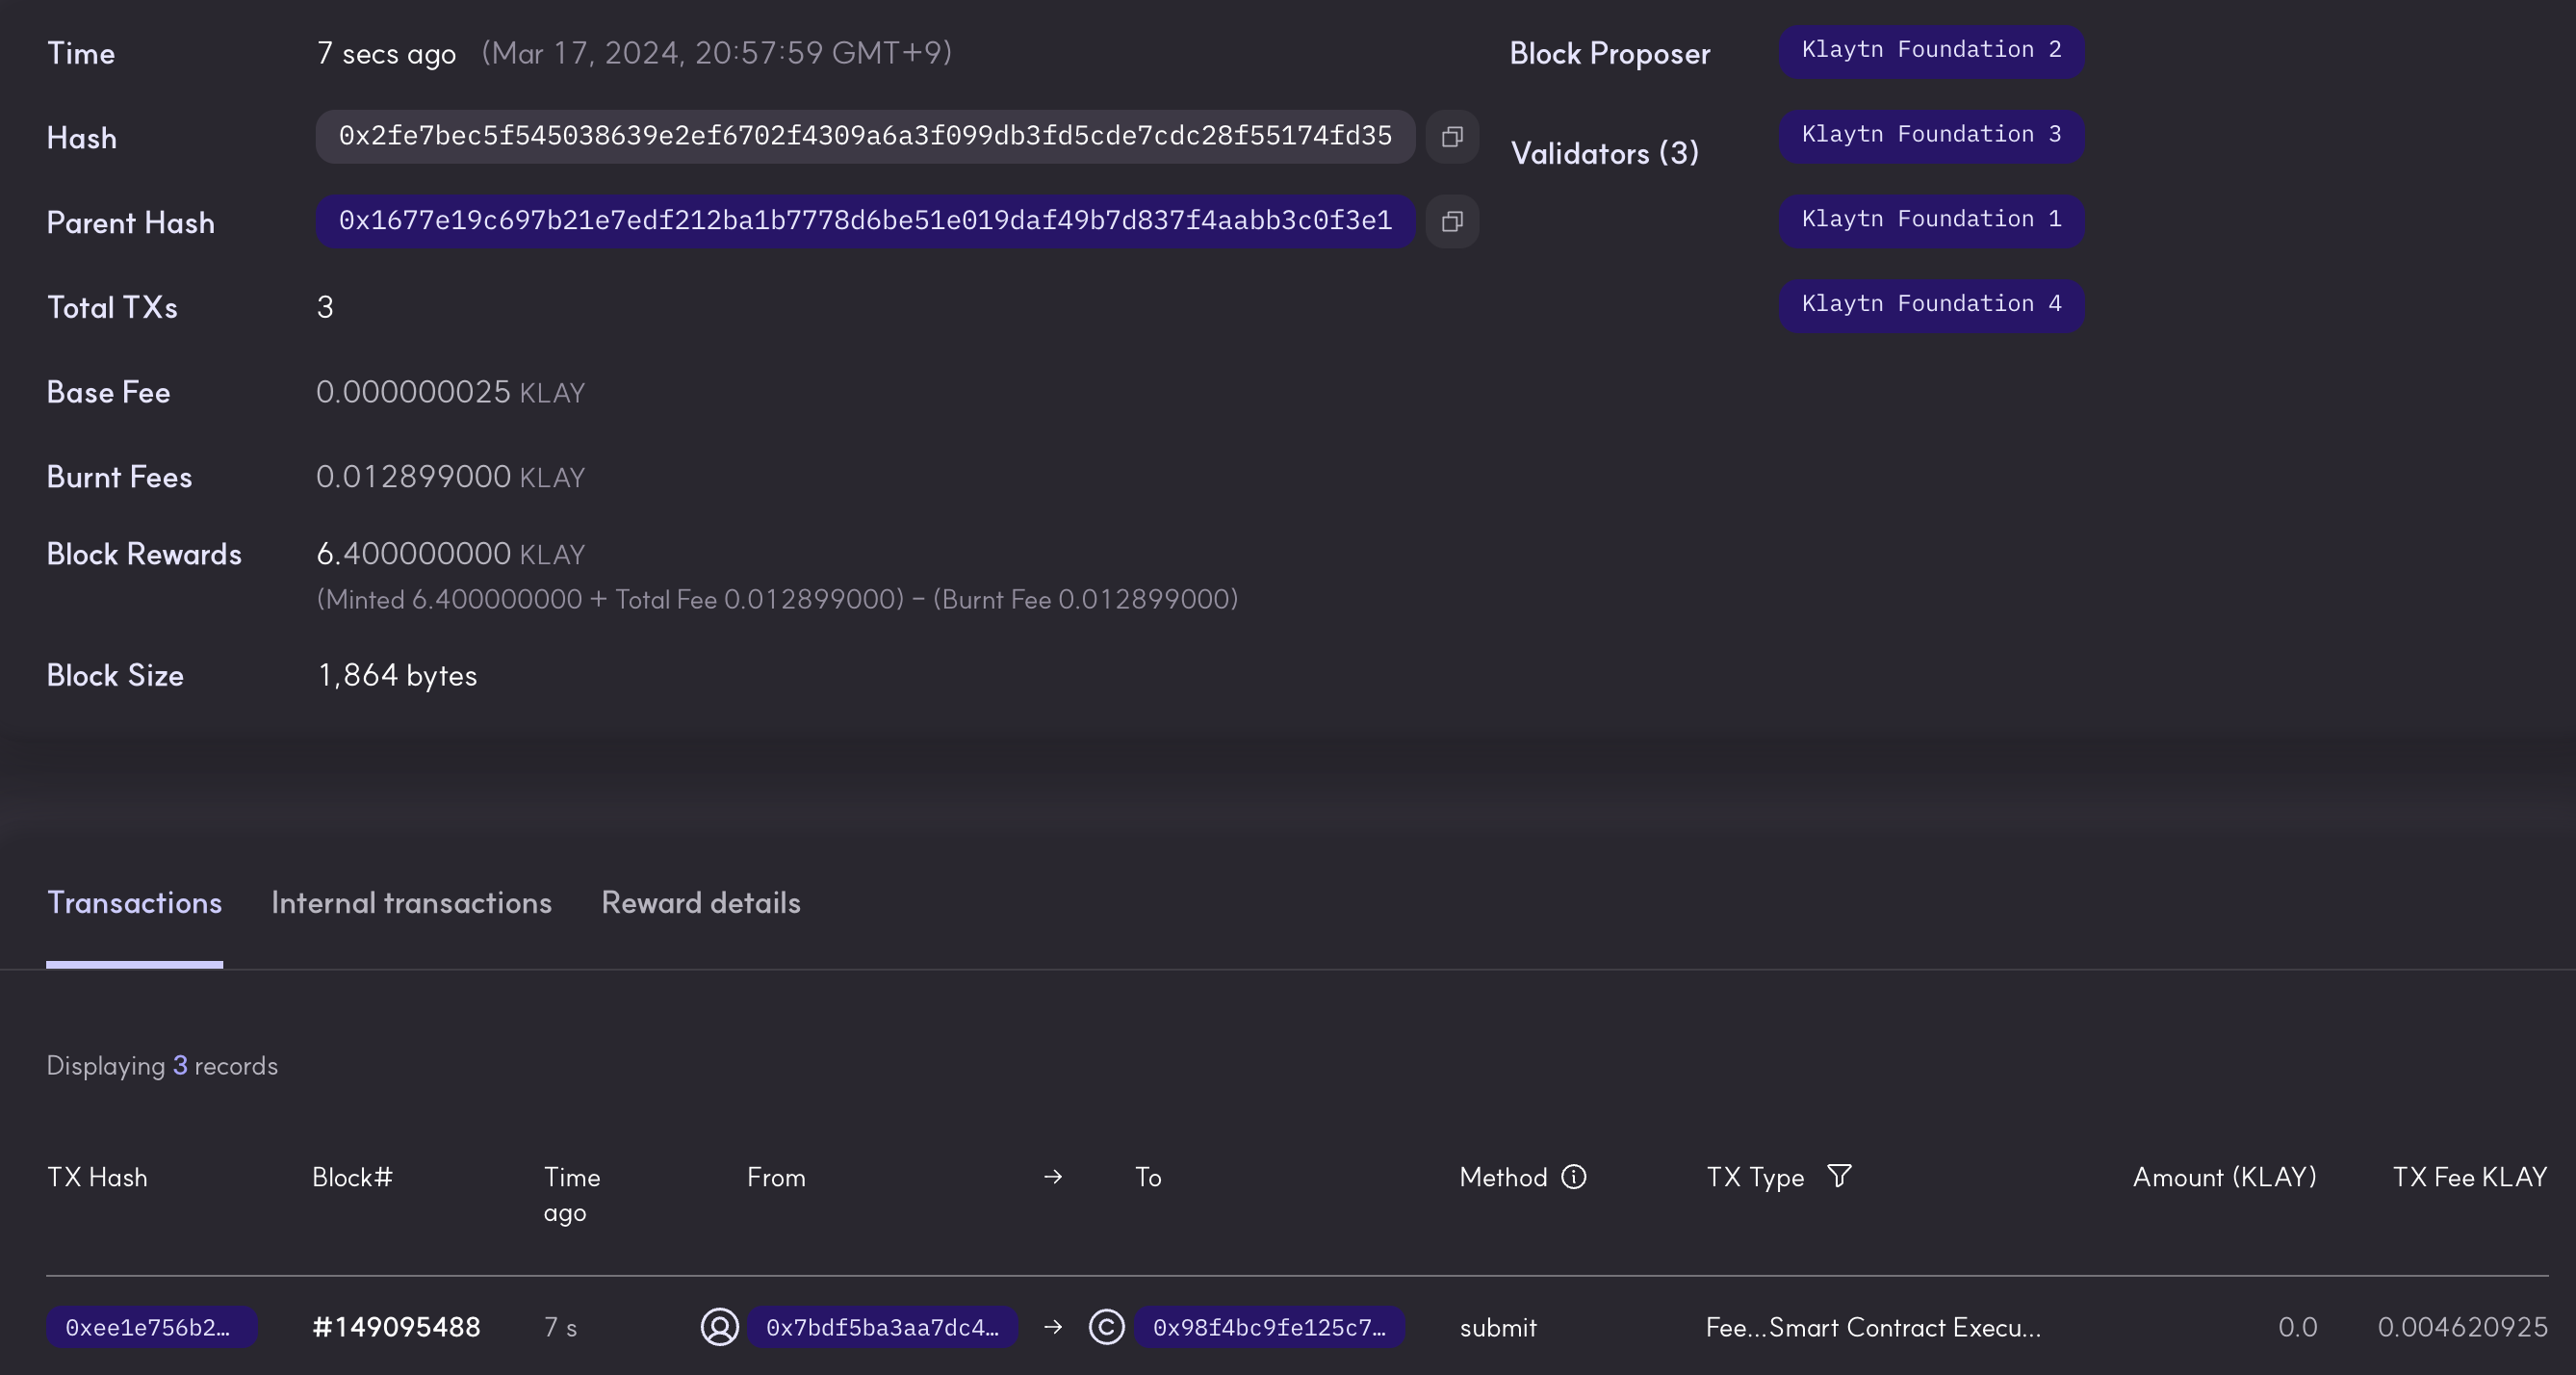 Time 7 secs ago (Mar 17, 2024, 20:57:59 GMT+9)
Hash 0x2fe7bec5f545038639e2ef6702f4309a6a3f099db3fd5cde7cdc28f55174fd35
Parent Hash 0x1677e19c697b21e7edf212ba1b7778d6be51e019daf49b7d837f4aabb3c0f3e1
Total TXs 3
Base Fee 0.000000025 KLAY
Burnt Fees 0.012899000 KLAY
Block Rewards 6.400000000 KLAY
(Minted 6.400000000 + Total Fee 0.012899000) - (Burnt Fee 0.012899000)
Block Size 1,864 bytes
Block Proposer Klaytn Foundation 2
Validators (3) Klaytn Foundation 3
Klaytn Foundation 1
Klaytn Foundation 4
Transactions Internal transactions Reward details
Displaying 3 records
TX Hash Block# Time ago From → To Method TX Type Amount (KLAY) TX Fee KLAY
0xee1e756b2… #149095488 7 s 0x7bdf5ba3aa7dc4… → 0x98f4bc9fe125c7… submit Fee...Smart Contract Execu... 0.0 0.004620925